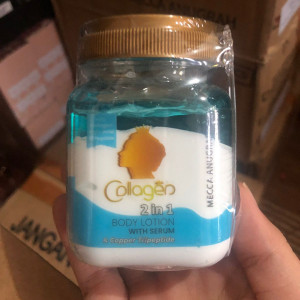 Collagen
2 in 1
BODY LOTION
WITH SERUM
MECCA ANUGRAH
JANGAN